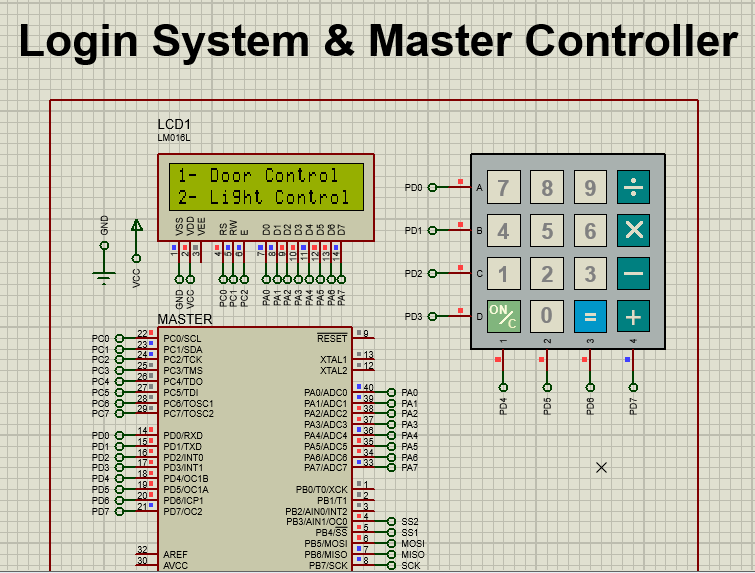 Login System & Master Controller
LCD1
LM016L
1- Door Control
2- Light Control
VSS VDD VEE RS RW E D0 D1 D2 D3 D4 D5 D6 D7
1 2 3 4 5 6 7 8 9 10 11 12 13 14
GND
VCC
GND VCC PC0 PC1 PC2 PA0 PA1 PA2 PA3 PA4 PA5 PA6 PA7
PD0 A 7 8 9 ÷
PD1 B 4 5 6 ×
PD2 C 1 2 3 −
PD3 D ON/C 0 = +
1 2 3 4
PD4 PD5 PD6 PD7
MASTER
PC0 22 PC0/SCL RESET 9
PC1 23 PC1/SDA
PC2 24 PC2/TCK XTAL1 13
PC3 25 PC3/TMS XTAL2 12
PC4 26 PC4/TDO
PC5 27 PC5/TDI PA0/ADC0 40 PA0
PC6 28 PC6/TOSC1 PA1/ADC1 39 PA1
PC7 29 PC7/TOSC2 PA2/ADC2 38 PA2
PA3/ADC3 37 PA3
PD0 14 PD0/RXD PA4/ADC4 36 PA4
PD1 15 PD1/TXD PA5/ADC5 35 PA5
PD2 16 PD2/INT0 PA6/ADC6 34 PA6
PD3 17 PD3/INT1 PA7/ADC7 33 PA7
PD4 18 PD4/OC1B
PD5 19 PD5/OC1A PB0/T0/XCK 1
PD6 20 PD6/ICP1 PB1/T1 2
PD7 21 PD7/OC2 PB2/AIN0/INT2 3
PB3/AIN1/OC0 4 SS2
PB4/SS 5 SS1
PB5/MOSI 6 MOSI
32 AREF PB6/MISO 7 MISO
30 AVCC PB7/SCK 8 SCK